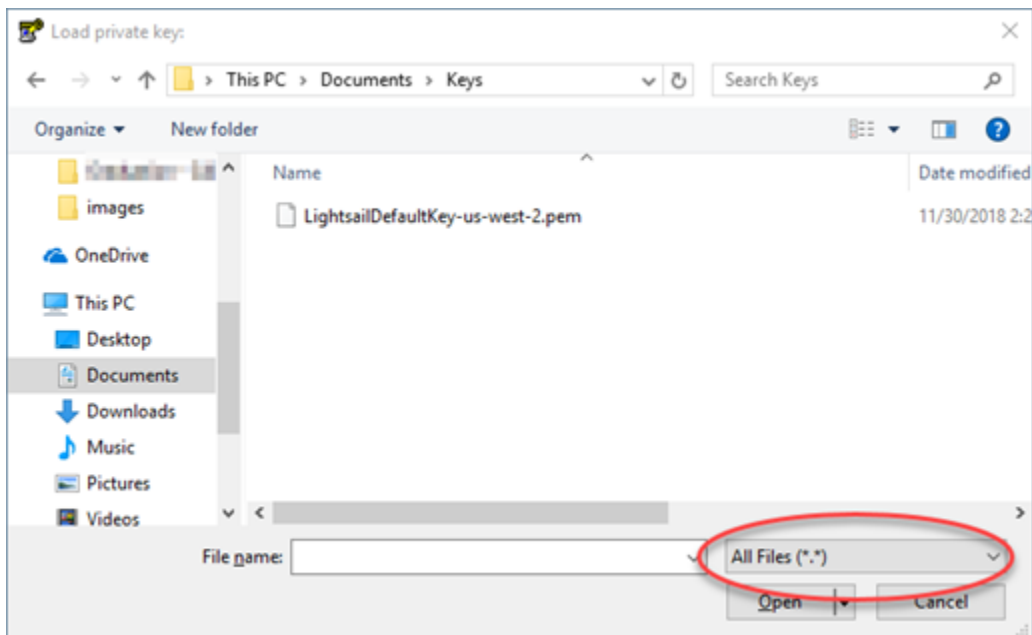 Load private key:
This PC > Documents > Keys
Search Keys
Organize
New folder
Name
Date modified
images
LightsailDefaultKey-us-west-2.pem
11/30/2018 2:2
OneDrive
This PC
Desktop
Documents
Downloads
Music
Pictures
Videos
File name:
All Files (*.*)
Open
Cancel